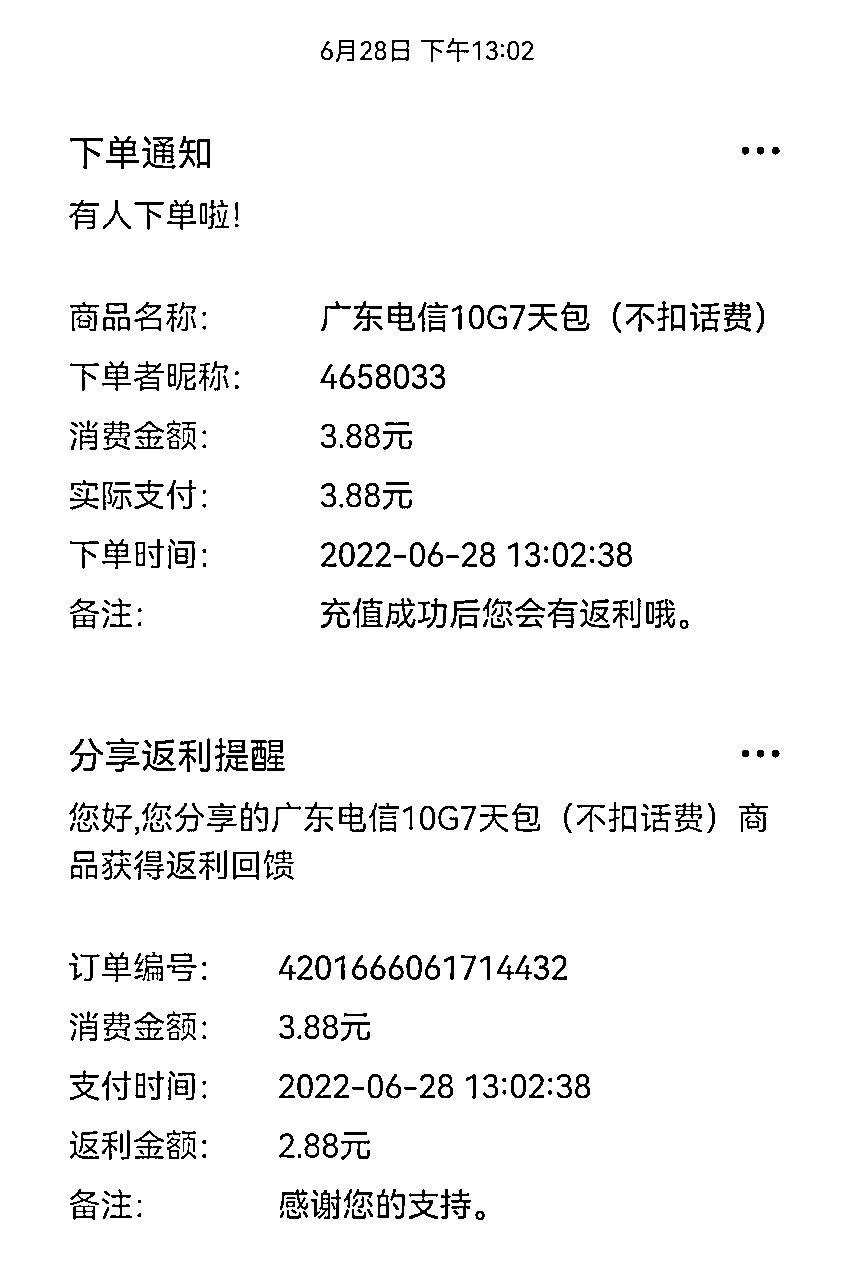 6月28日 下午13:02
下单通知
有人下单啦!
商品名称: 广东电信10G7天包（不扣话费）
下单者昵称: 4658033
消费金额: 3.88元
实际支付: 3.88元
下单时间: 2022-06-28 13:02:38
备注: 充值成功后您会有返利哦。
分享返利提醒
您好,您分享的广东电信10G7天包（不扣话费）商
品获得返利回馈
订单编号: 4201666061714432
消费金额: 3.88元
支付时间: 2022-06-28 13:02:38
返利金额: 2.88元
备注: 感谢您的支持。